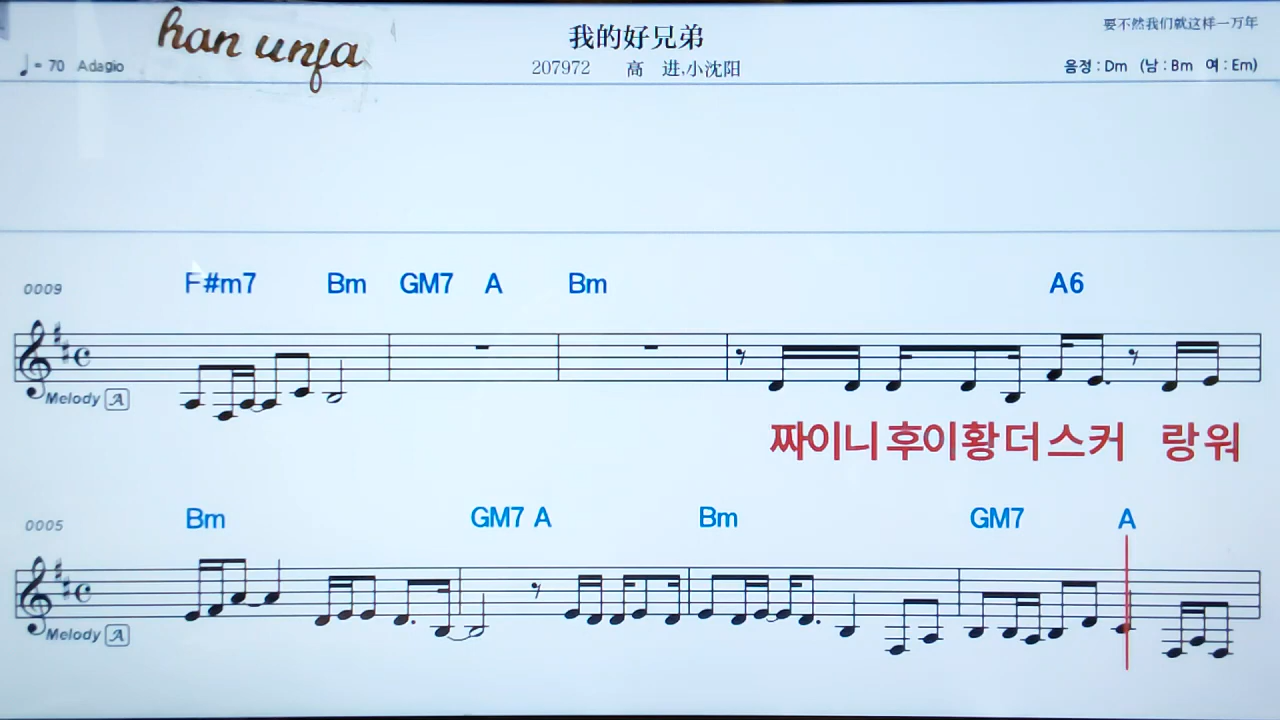 han unja
我的好兄弟
要不然我们就这样一万年
♩= 70 Adagio
207972 高 进,小沈阳
음정 : Dm (남 : Bm 여 : Em)
0009
F#m7 Bm GM7 A Bm A6
Melody A
짜이니후이황더스커 랑워
0005
Bm GM7 A Bm GM7 A
Melody A